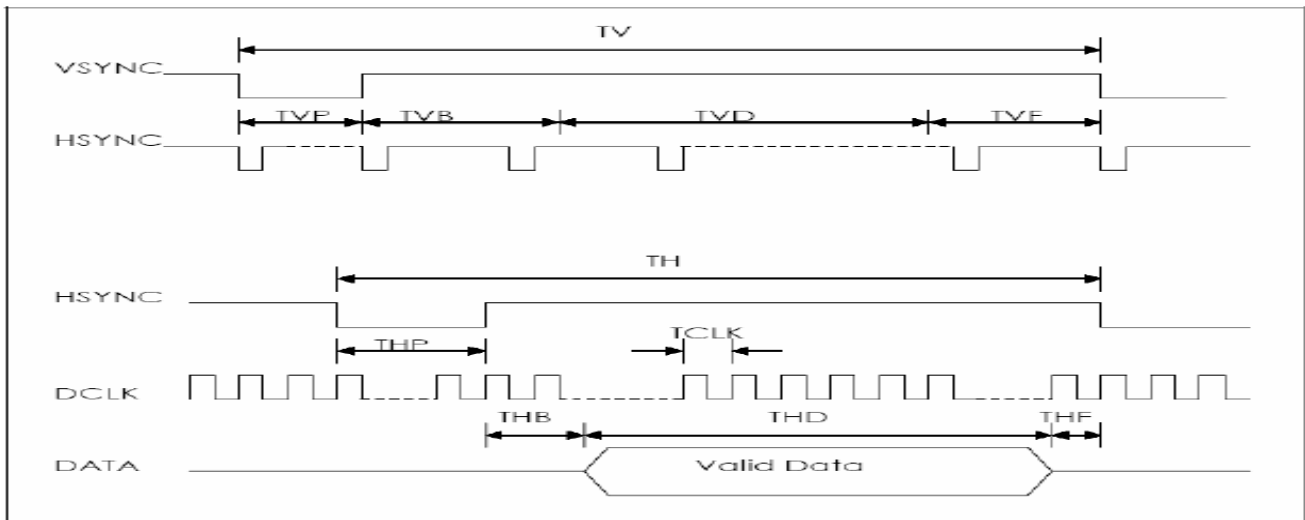 TV
VSYNC
TVP TVB TVD TVF
HSYNC
TH
HSYNC
TCLK
THP
DCLK
THB THD THF
DATA Valid Data